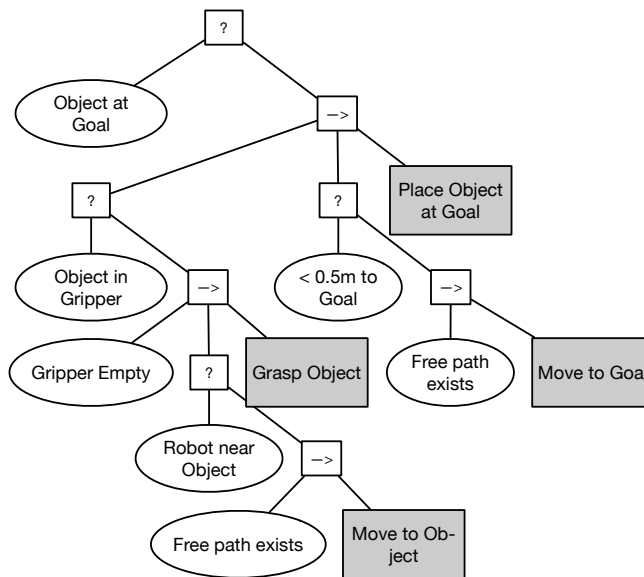 ?
Object at
Goal
—>
?
?
Place Object
at Goal
Object in
Gripper
—>
< 0.5m to
Goal
—>
Gripper Empty
?
Grasp Object
Free path
exists
Move to Goa
Robot near
Object
—>
Free path exists
Move to Ob-
ject